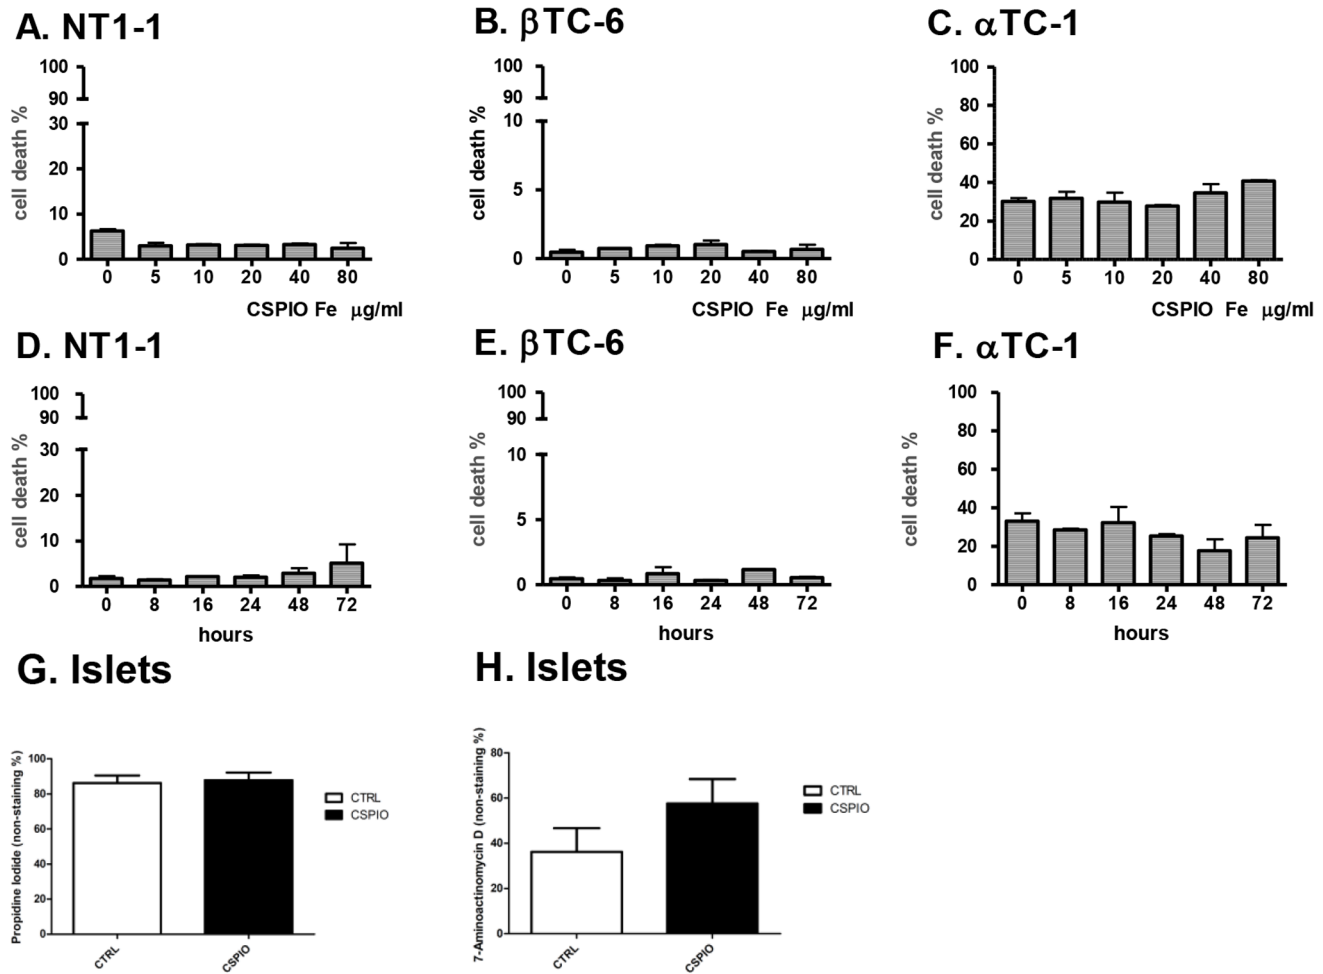 A. NT1-1
cell death %
100
90
30
20
10
0
0 5 10 20 40 80
CSPIO Fe µg/ml
B. βTC-6
cell death %
100
90
10
5
0
0 5 10 20 40 80
CSPIO Fe µg/ml
C. αTC-1
cell death %
100
80
60
40
20
0
0 5 10 20 40 80
CSPIO Fe µg/ml
D. NT1-1
cell death %
100
90
30
20
10
0
0 8 16 24 48 72
hours
E. βTC-6
cell death %
100
90
10
5
0
0 8 16 24 48 72
hours
F. αTC-1
cell death %
100
80
60
40
20
0
0 8 16 24 48 72
hours
G. Islets
Propidine Iodide (non-staining %)
100
80
60
40
20
0
CTRL CSPIO
CTRL
CSPIO
H. Islets
7-Aminoactinomycin D (non-staining %)
80
60
40
20
0
CTRL CSPIO
CTRL
CSPIO